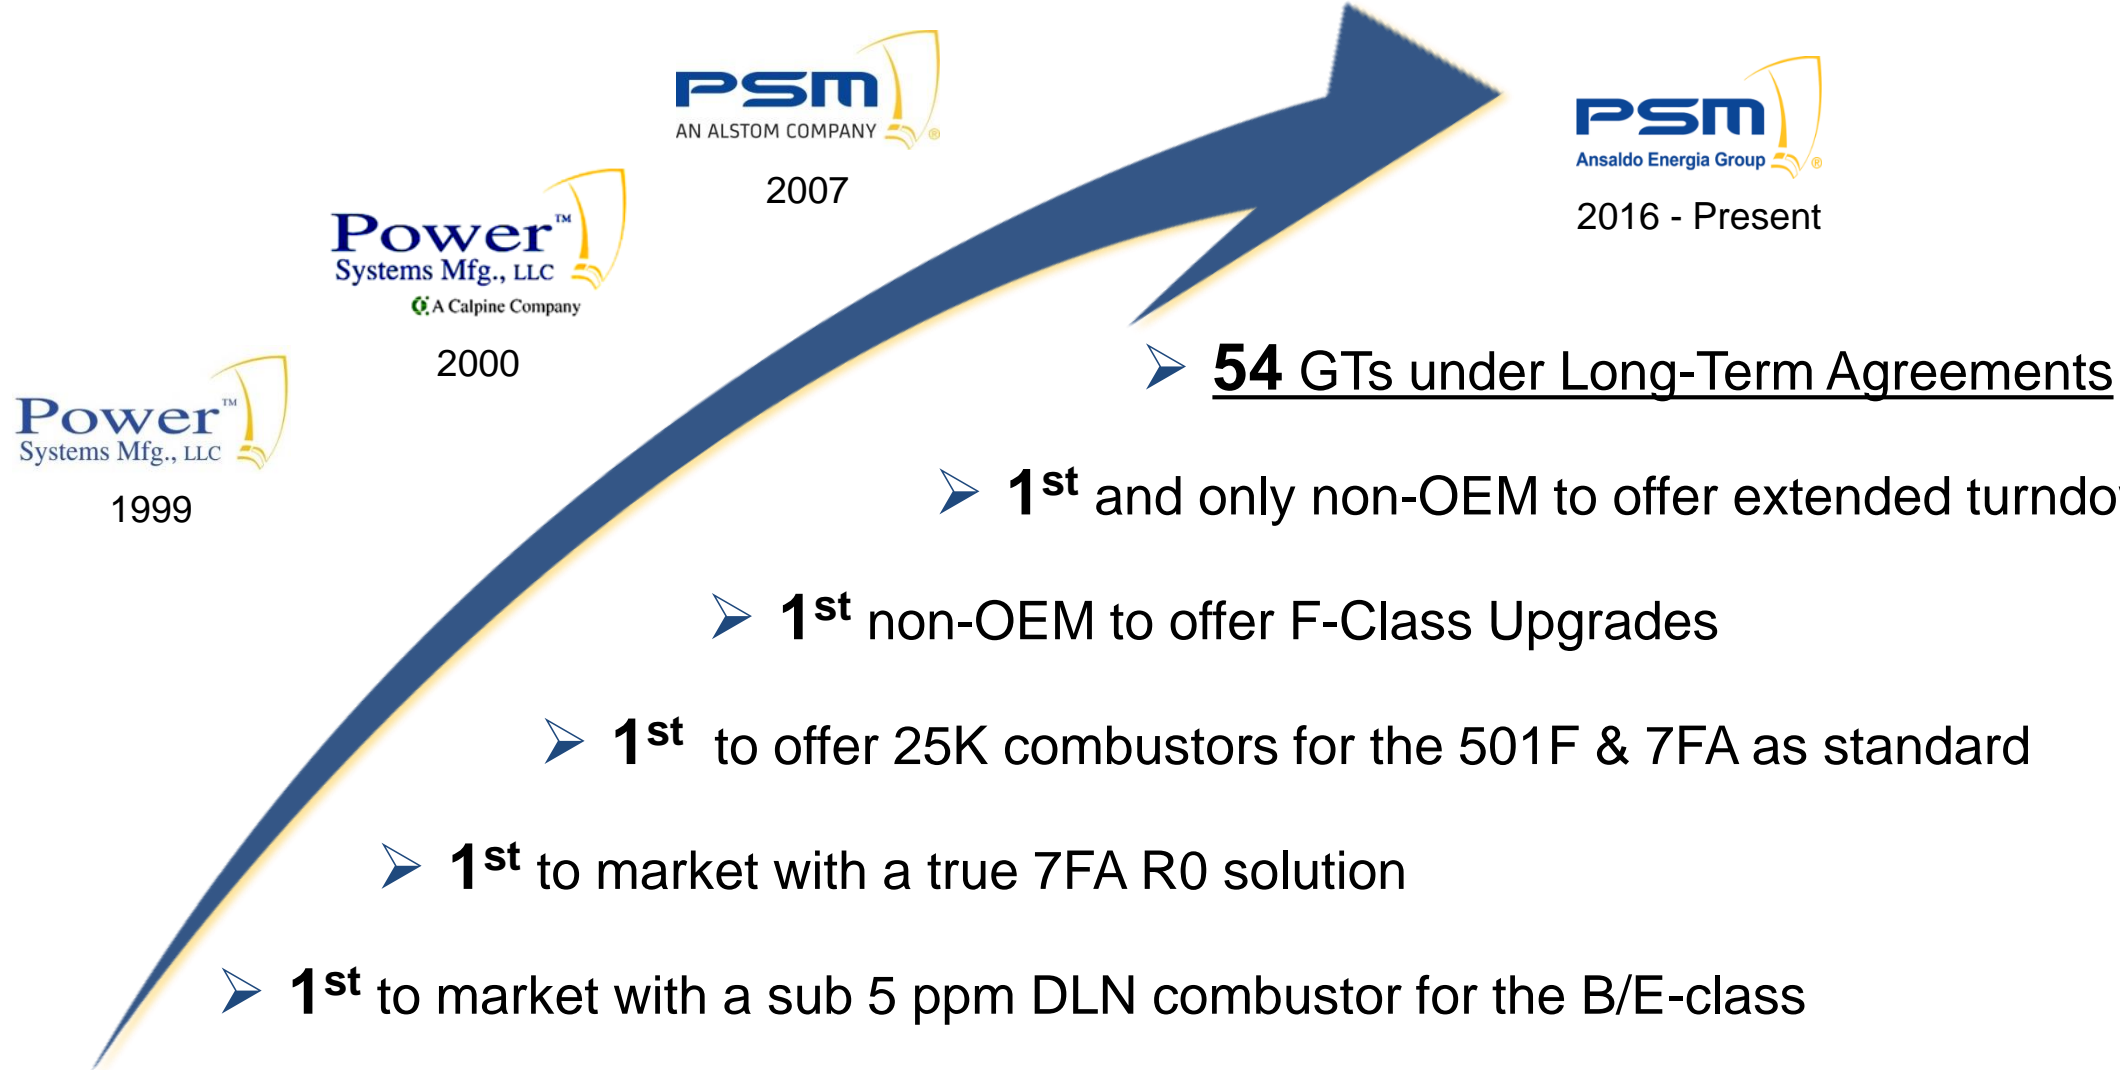 PSM
AN ALSTOM COMPANY
®
2007
PSM
Ansaldo Energia Group
®
2016 - Present
Power™
Systems Mfg., LLC
A Calpine Company
2000
Power™
Systems Mfg., LLC
1999
➢ 54 GTs under Long-Term Agreements
➢ 1st and only non-OEM to offer extended
➢ 1st non-OEM to offer F-Class Upgrades
➢ 1st to offer 25K combustors for the 501F & 7FA as standard
➢ 1st to market with a true 7FA R0 solution
➢ 1st to market with a sub 5 ppm DLN combustor for the B/E-class